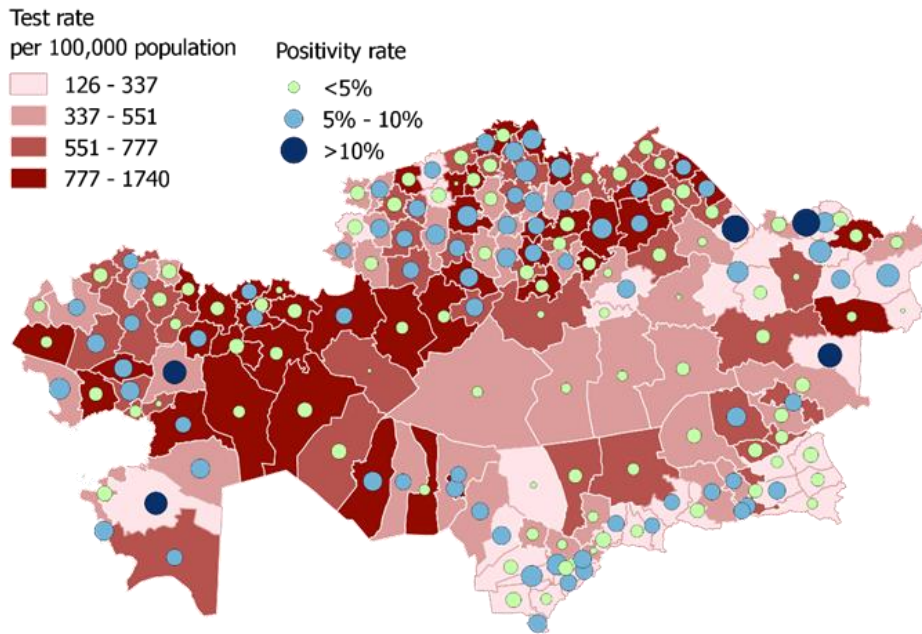 Test rate
per 100,000 population
126 - 337
337 - 551
551 - 777
777 - 1740
Positivity rate
<5%
5% - 10%
>10%